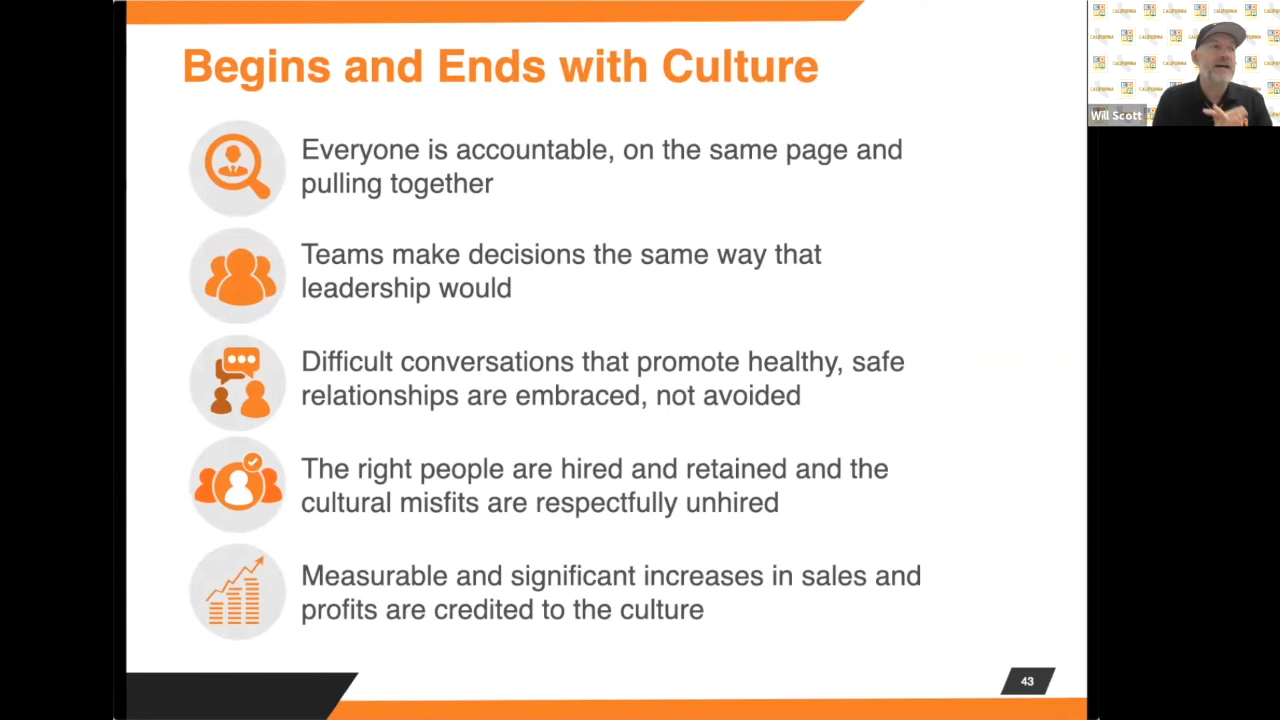 Begins and Ends with Culture
Everyone is accountable, on the same page and
pulling together
Teams make decisions the same way that
leadership would
Difficult conversations that promote healthy, safe
relationships are embraced, not avoided
The right people are hired and retained and the
cultural misfits are respectfully unhired
Measurable and significant increases in sales and
profits are credited to the culture
43
Will Scott
CALIFORNIA